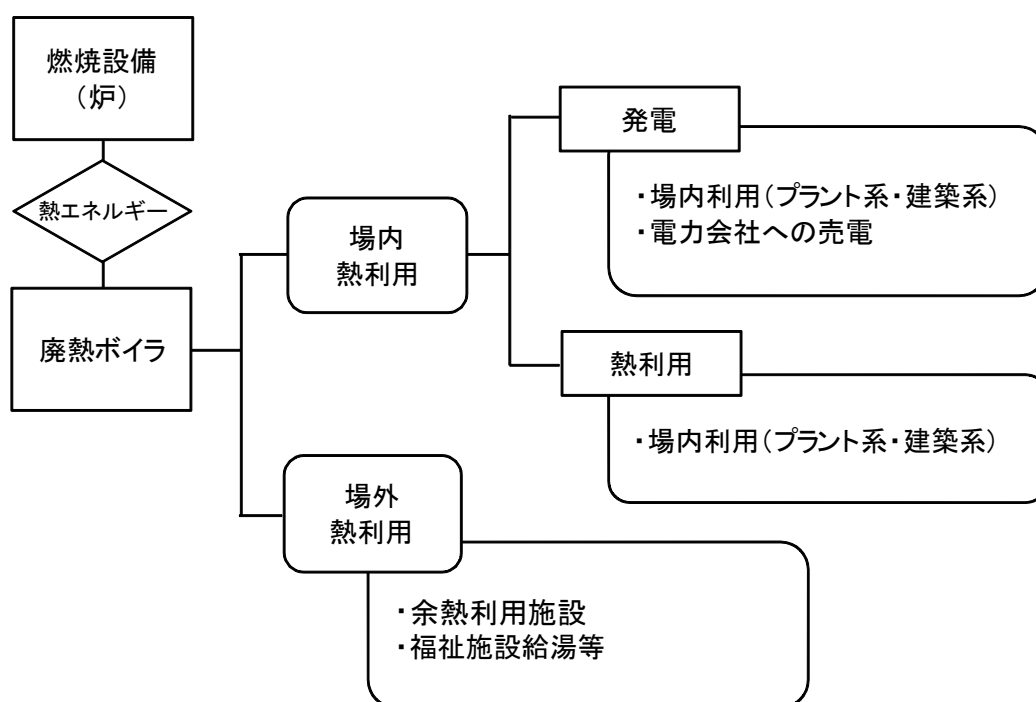 燃焼設備
（炉）
熱エネルギー
廃熱ボイラ
場内
熱利用
発電
・場内利用（プラント系・建築系）
・電力会社への売電
熱利用
・場内利用（プラント系・建築系）
場外
熱利用
・余熱利用施設
・福祉施設給湯等